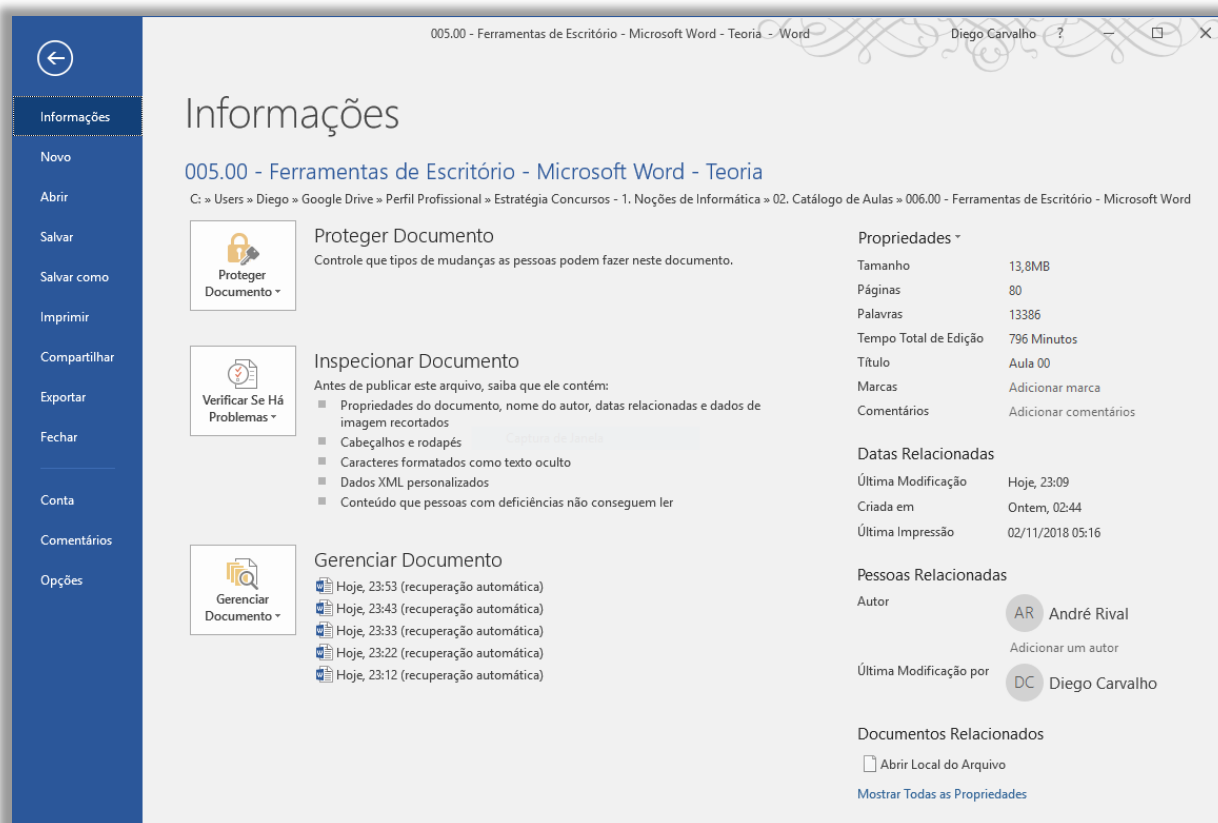 005.00 - Ferramentas de Escritório - Microsoft Word - Teoria - Word
Diego Carvalho ?
Informações
Novo
Abrir
Salvar
Salvar como
Imprimir
Compartilhar
Exportar
Fechar
Conta
Comentários
Opções
Informações
005.00 - Ferramentas de Escritório - Microsoft Word - Teoria
C: » Users » Diego » Google Drive » Perfil Profissional » Estratégia Concursos - 1. Noções de Informática » 02. Catálogo de Aulas » 006.00 - Ferramentas de Escritório - Microsoft Word
Proteger
Documento
Proteger Documento
Controle que tipos de mudanças as pessoas podem fazer neste documento.
Verificar Se Há
Problemas
Inspecionar Documento
Antes de publicar este arquivo, saiba que ele contém:
Propriedades do documento, nome do autor, datas relacionadas e dados de
imagem recortados
Cabeçalhos e rodapés
Caracteres formatados como texto oculto
Dados XML personalizados
Conteúdo que pessoas com deficiências não conseguem ler
Gerenciar
Documento
Gerenciar Documento
Hoje, 23:53 (recuperação automática)
Hoje, 23:43 (recuperação automática)
Hoje, 23:33 (recuperação automática)
Hoje, 23:22 (recuperação automática)
Hoje, 23:12 (recuperação automática)
Propriedades
Tamanho 13,8MB
Páginas 80
Palavras 13386
Tempo Total de Edição 796 Minutos
Título Aula 00
Marcas Adicionar marca
Comentários Adicionar comentários
Datas Relacionadas
Última Modificação Hoje, 23:09
Criada em Ontem, 02:44
Última Impressão 02/11/2018 05:16
Pessoas Relacionadas
Autor AR André Rival
Adicionar um autor
Última Modificação por DC Diego Carvalho
Documentos Relacionados
Abrir Local do Arquivo
Mostrar Todas as Propriedades